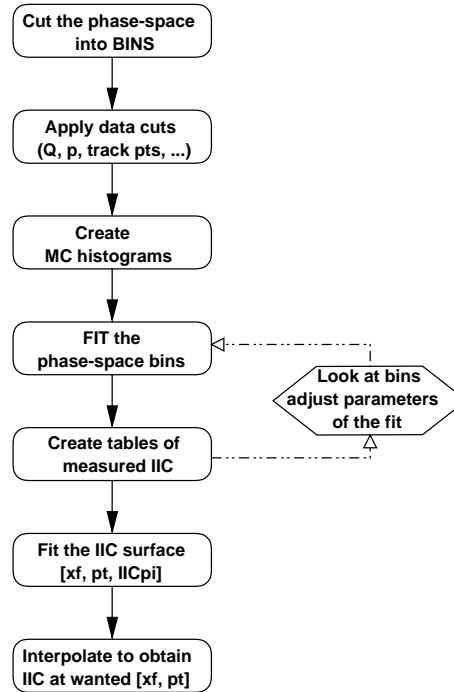 Cut the phase-space
into BINS
Apply data cuts
(Q, p, track pts, ...)
Create
MC histograms
FIT the
phase-space bins
Look at bins
adjust parameters
of the fit
Create tables of
measured IIC
Fit the IIC surface
[xf, pt, IICpi]
Interpolate to obtain
IIC at wanted [xf, pt]